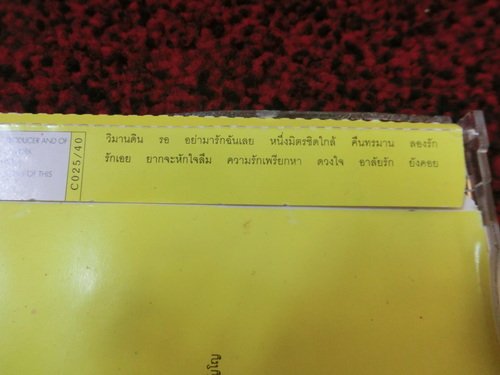 วิมานดิน รอ อย่ามารักฉันเลย หนึ่งมิตรชิดใกล้ คืนทรมาน ลองรัก
รักเอย ยากจะหักใจลืม ความรักเพรียกหา ดวงใจ อาลัยรัก ยังคอย
PRODUCER AND OF
OF THIS
C025/40